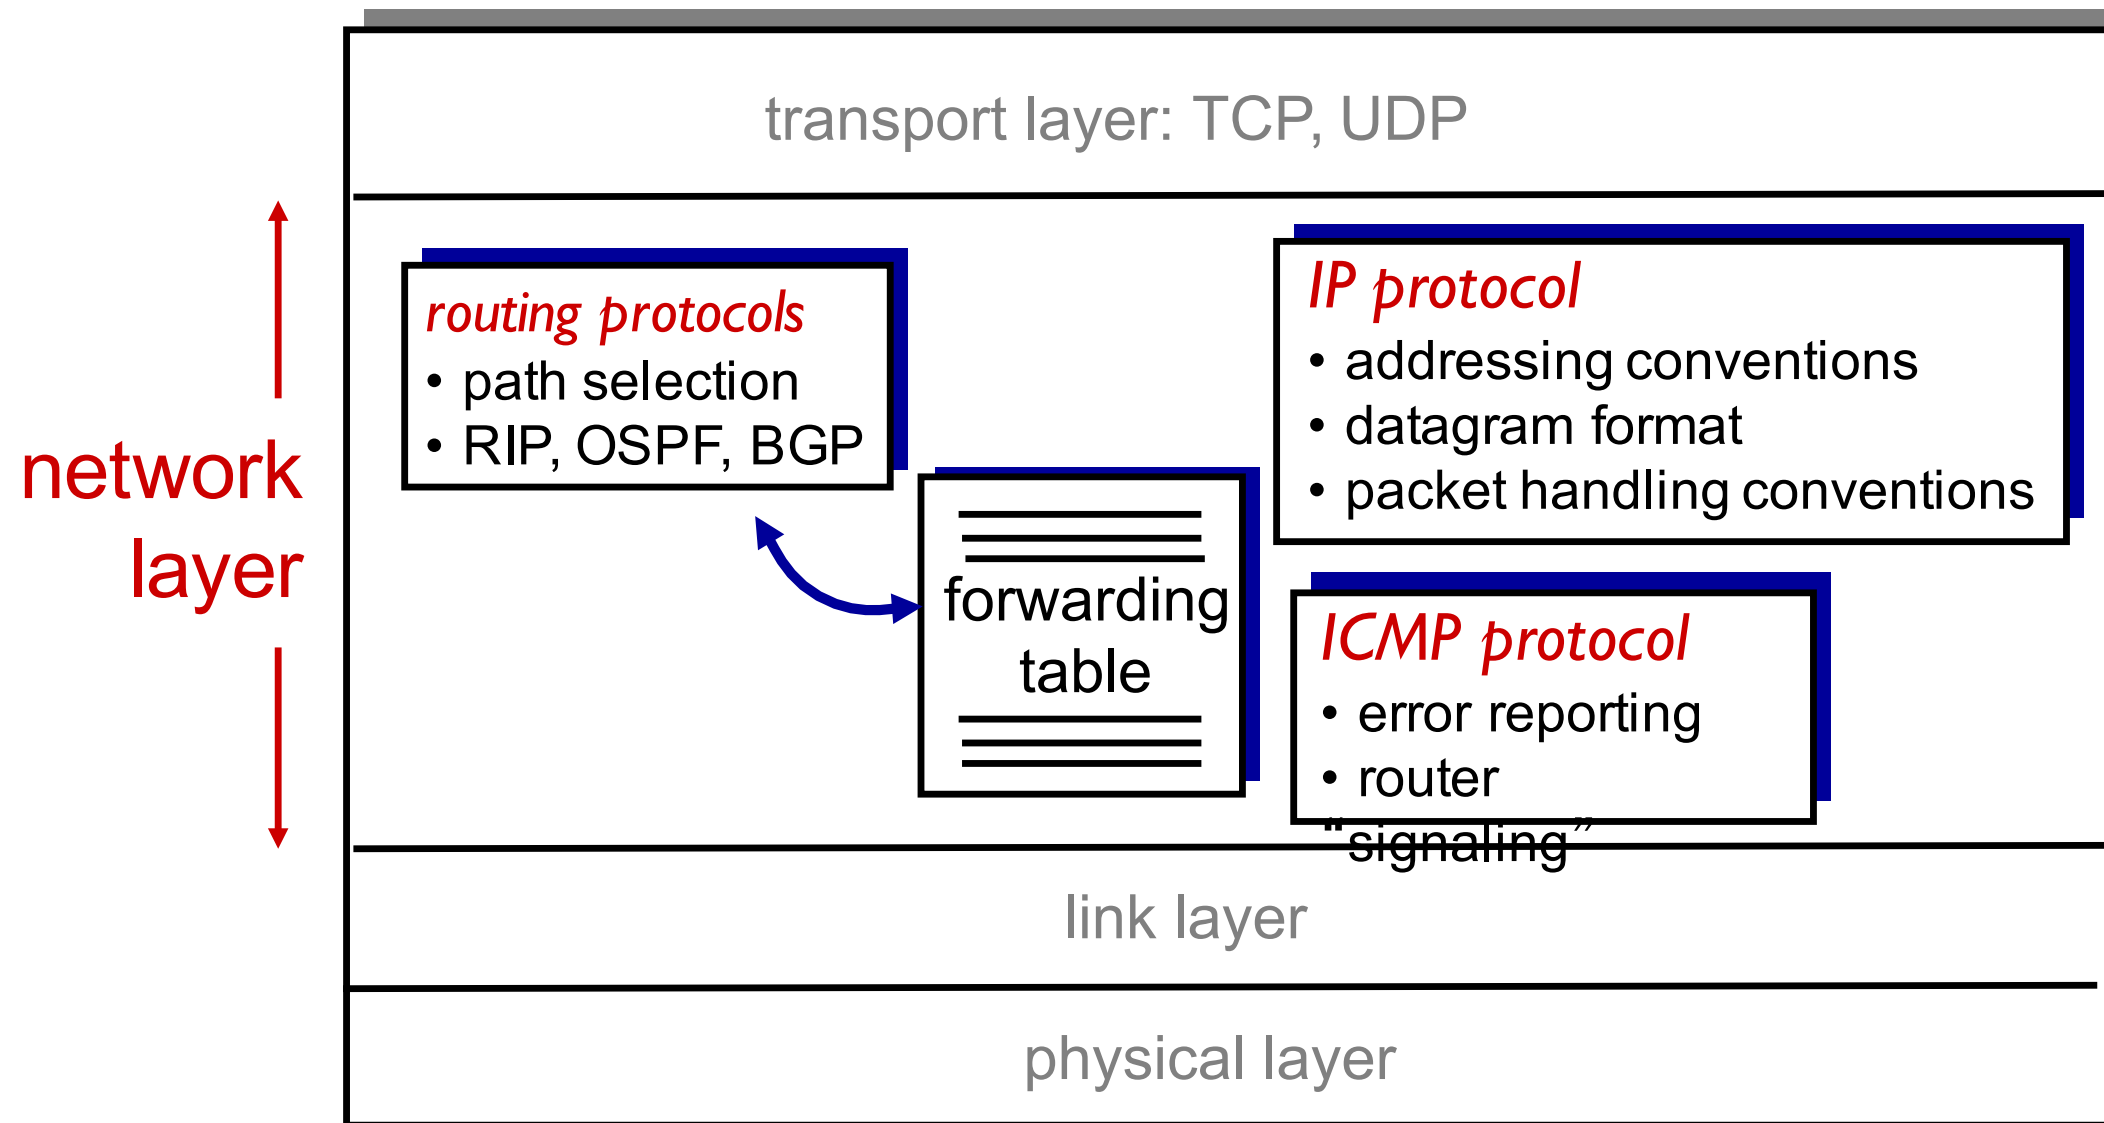 transport layer: TCP, UDP
network
layer
routing protocols
• path selection
• RIP, OSPF, BGP
forwarding
table
IP protocol
• addressing conventions
• datagram format
• packet handling conventions
ICMP protocol
• error reporting
• router
“signaling”
link layer
physical layer